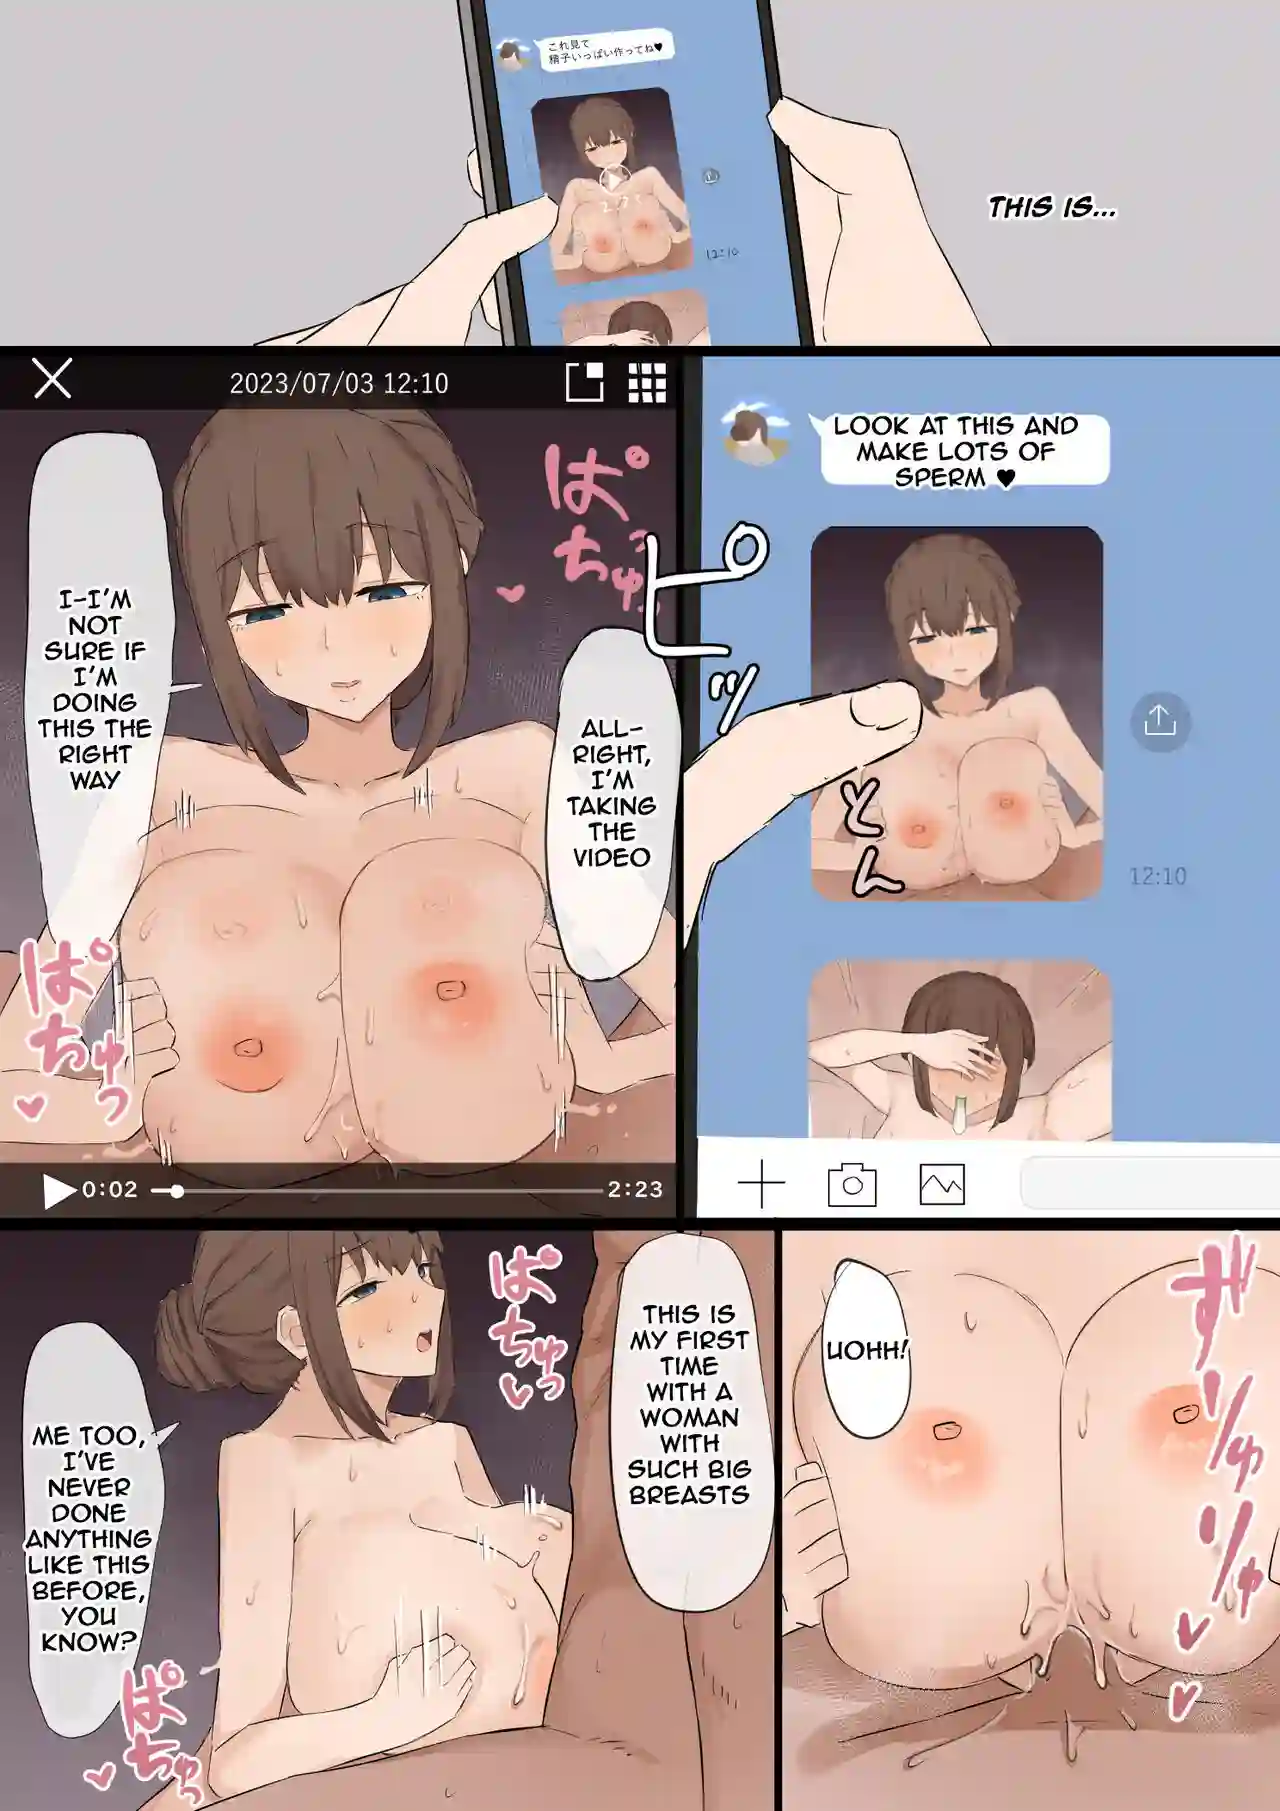 これ見て
精子いっぱい作ってね♥
12:10
THIS IS...
2023/07/03 12:10
I-I'M
NOT
SURE IF
I'M
DOING
THIS THE
RIGHT
WAY
ぱちゅっ
ALL-
RIGHT,
I'M
TAKING
THE
VIDEO
ぱちゅっ
0:02
2:23
LOOK AT THIS AND
MAKE LOTS OF
SPERM ♥
ピッ
とん
12:10
ME TOO,
I'VE
NEVER
DONE
ANYTHING
LIKE THIS
BEFORE,
YOU
KNOW?
ぱちゅっ
ぱちゅっ
THIS IS
MY FIRST
TIME
WITH A
WOMAN
WITH
SUCH BIG
BREASTS
UOHH!
ずりゅりゅ